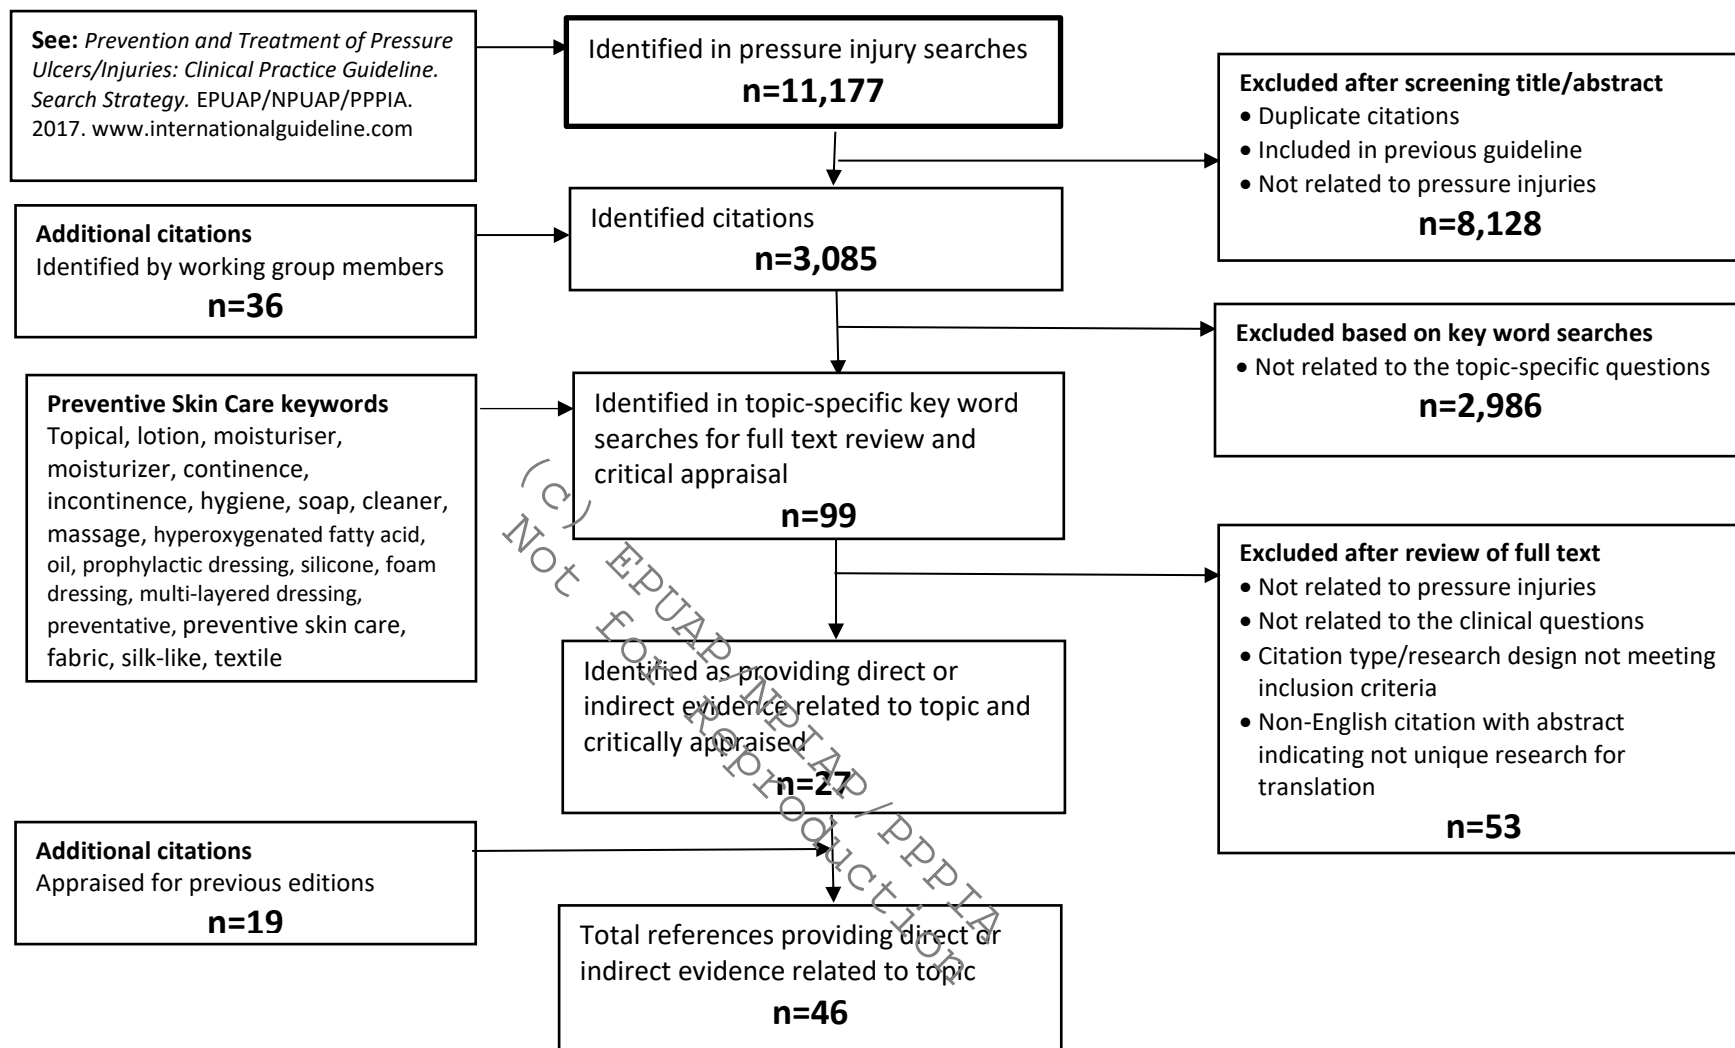 See: Prevention and Treatment of Pressure
Ulcers/Injuries: Clinical Practice Guideline.
Search Strategy. EPUAP/NPUAP/PPPIA.
2017. www.internationalguideline.com
Identified in pressure injury searches
n=11,177
Excluded after screening title/abstract
• Duplicate citations
• Included in previous guideline
• Not related to pressure injuries
n=8,128
Additional citations
Identified by working group members
n=36
Identified citations
n=3,085
Excluded based on key word searches
• Not related to the topic-specific questions
n=2,986
Preventive Skin Care keywords
Topical, lotion, moisturiser,
moisturizer, continence,
incontinence, hygiene, soap, cleaner,
massage, hyperoxygenated fatty acid,
oil, prophylactic dressing, silicone, foam
dressing, multi-layered dressing,
preventative, preventive skin care,
fabric, silk-like, textile
Identified in topic-specific key word
searches for full text review and
critical appraisal
n=99
Excluded after review of full text
• Not related to pressure injuries
• Not related to the clinical questions
• Citation type/research design not meeting
inclusion criteria
• Non-English citation with abstract
indicating not unique research for
translation
n=53
Identified as providing direct or
indirect evidence related to topic and
critically appraised
n=27
Additional citations
Appraised for previous editions
n=19
Total references providing direct or
indirect evidence related to topic
n=46
(c) EPUAP/NPIAP/PPPIA
Not for Reproduction